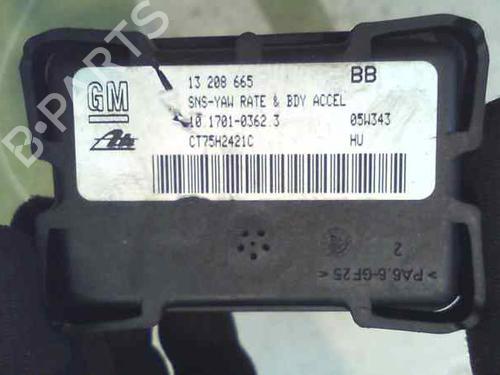 GM
13 208 665 BB
SNS-YAW RATE & BDY ACCEL
10 1701-0362.3 05W343
Ate CT75H2421C HU
2
>PA6.6-GF25<
B-PARTS